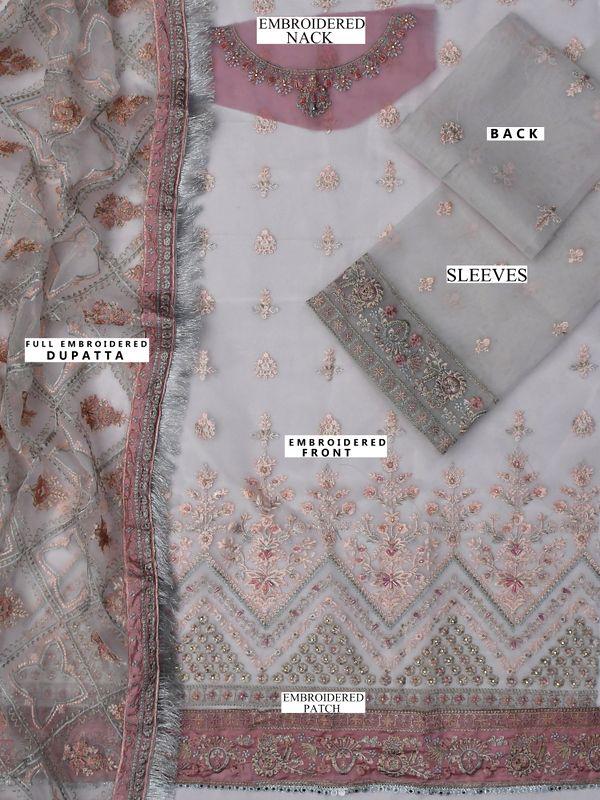 EMBROIDERED
NACK
BACK
SLEEVES
FULL EMBROIDERED
DUPATTA
EMBROIDERED
FRONT
EMBROIDERED
PATCH